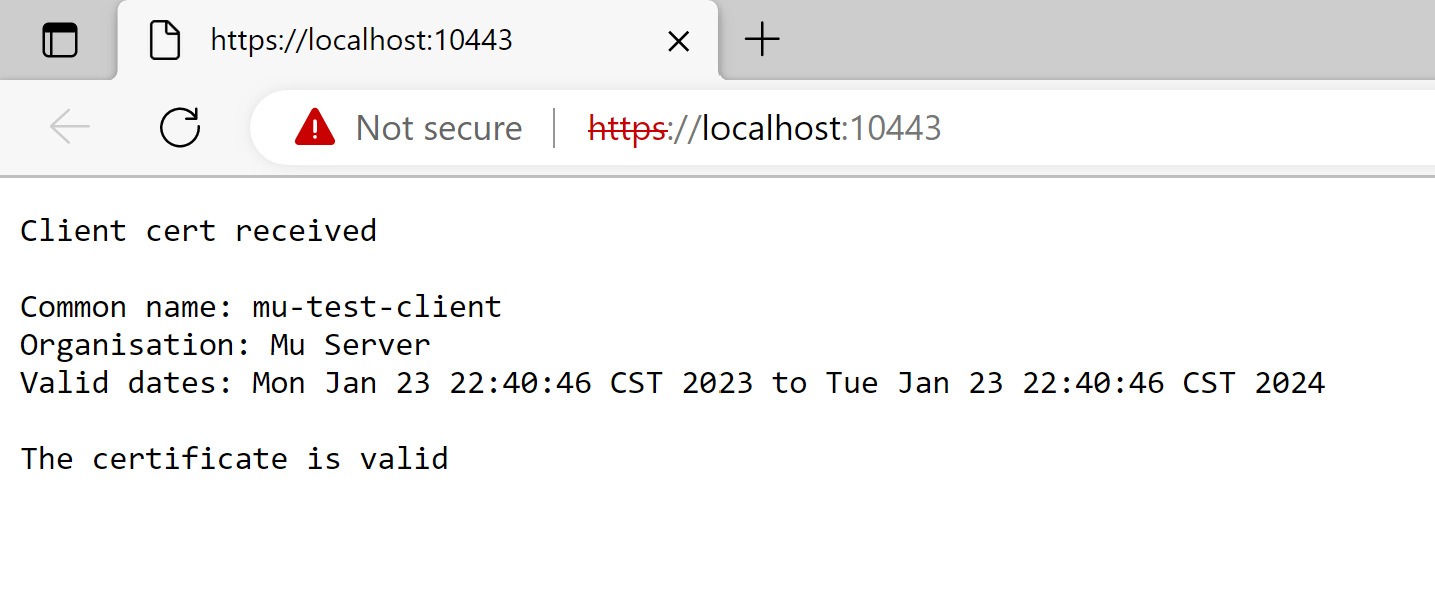 https://localhost:10443
Not secure
https://localhost:10443
Client cert received
Common name: mu-test-client
Organisation: Mu Server
Valid dates: Mon Jan 23 22:40:46 CST 2023 to Tue Jan 23 22:40:46 CST 2024
The certificate is valid